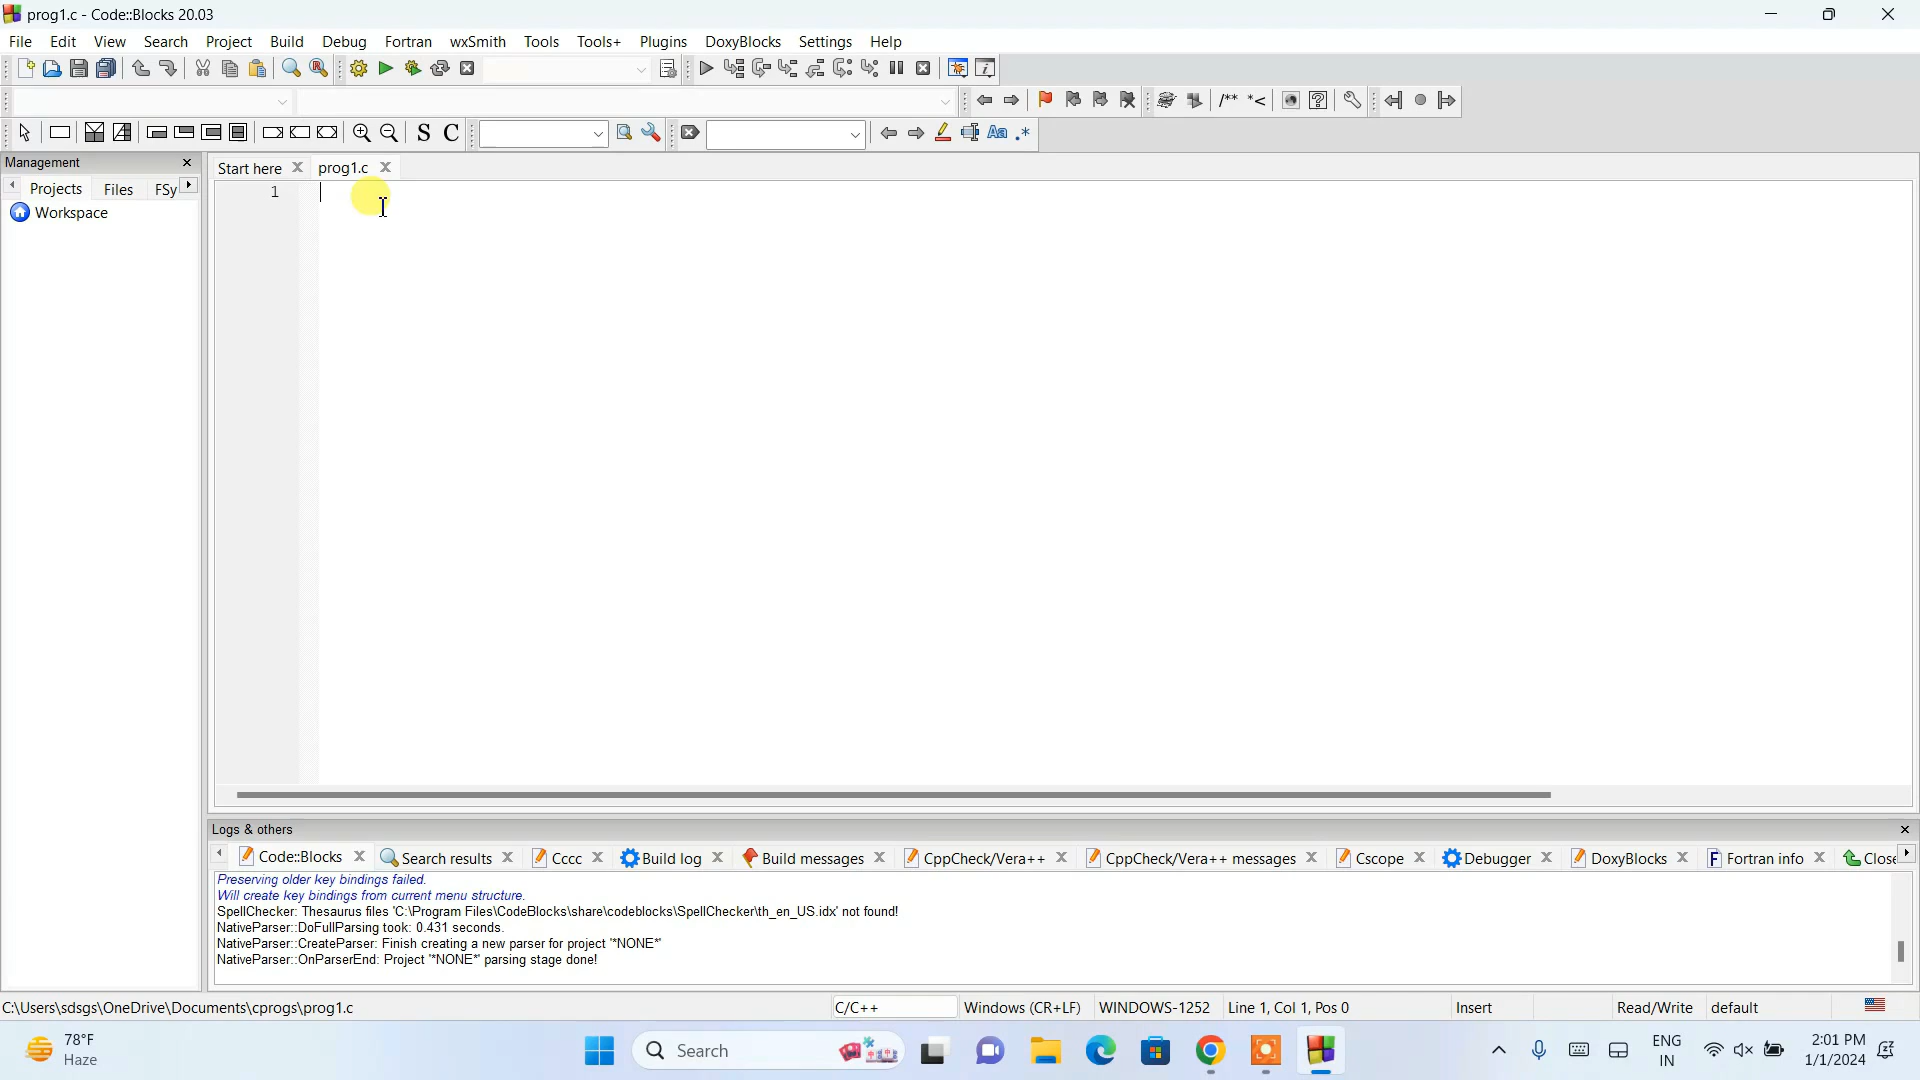 prog1.c - Code::Blocks 20.03
File Edit View Search Project Build Debug Fortran wxSmith Tools Tools+ Plugins DoxyBlocks Settings Help
/** *<
S C Aa .*
Management
Start here prog1.c
Projects Files FSy
1
Workspace
Logs & others
Code::Blocks Search results Cccc Build log Build messages CppCheck/Vera++ CppCheck/Vera++ messages Cscope Debugger DoxyBlocks Fortran info Close
Preserving older key bindings failed.
Will create key bindings from current menu structure.
SpellChecker: Thesaurus files 'C:\Program Files\CodeBlocks\share\codeblocks\SpellChecker\th_en_US.idx' not found!
NativeParser::DoFullParsing took: 0.431 seconds.
NativeParser::CreateParser: Finish creating a new parser for project '*NONE*'
NativeParser::OnParserEnd: Project '*NONE*' parsing stage done!
C:\Users\sdsgs\OneDrive\Documents\cprogs\prog1.c C/C++ Windows (CR+LF) WINDOWS-1252 Line 1, Col 1, Pos 0 Insert Read/Write default
78°F
Haze
Search
ENG
IN
2:01 PM
1/1/2024